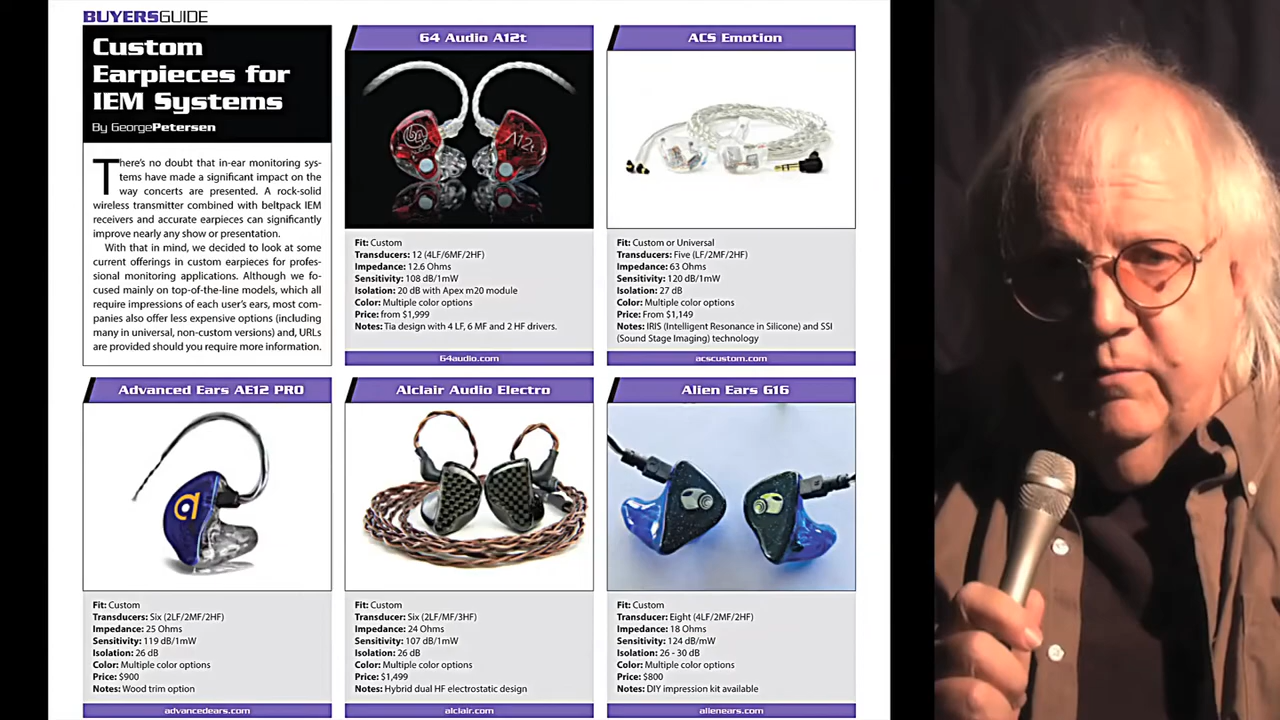 BUYERSGUIDE
Custom
Earpieces for
IEM Systems
By GeorgePetersen
There's no doubt that in-ear monitoring sys-
tems have made a significant impact on the
way concerts are presented. A rock-solid
wireless transmitter combined with beltpack IEM
receivers and accurate earpieces can significantly
improve nearly any show or presentation.
With that in mind, we decided to look at some
current offerings in custom earpieces for profes-
sional monitoring applications. Although we fo-
cused mainly on top-of-the-line models, which all
require impressions of each user's ears, most com-
panies also offer less expensive options (including
many in universal, non-custom versions) and, URLs
are provided should you require more information.
64 Audio A12t
A12t
Fit: Custom
Transducers: 12 (4LF/6MF/2HF)
Impedance: 12.6 Ohms
Sensitivity: 108 dB/1mW
Isolation: 20 dB with Apex m20 module
Color: Multiple color options
Price: from $1,999
Notes: Tia design with 4 LF, 6 MF and 2 HF drivers.
64audio.com
ACS Emotion
Fit: Custom or Universal
Transducers: Five (LF/2MF/2HF)
Impedance: 63 Ohms
Sensitivity: 120 dB/1mW
Isolation: 27 dB
Color: Multiple color options
Price: From $1,149
Notes: IRIS (Intelligent Resonance in Silicone) and SSI
(Sound Stage Imaging) technology
acscustom.com
Advanced Ears AE12 PRO
a
Fit: Custom
Transducers: Six (2LF/2MF/2HF)
Impedance: 25 Ohms
Sensitivity: 119 dB/1mW
Isolation: 26 dB
Color: Multiple color options
Price: $900
Notes: Wood trim option
advancedears.com
Alclair Audio Electro
Fit: Custom
Transducer: Six (2LF/MF/3HF)
Impedance: 24 Ohms
Sensitivity: 107 dB/1mW
Isolation: 26 dB
Color: Multiple color options
Price: $1,499
Notes: Hybrid dual HF electrostatic design
alclair.com
Alien Ears G16
Fit: Custom
Transducer: Eight (4LF/2MF/2HF)
Impedance: 18 Ohms
Sensitivity: 124 dB/mW
Isolation: 26 - 30 dB
Color: Multiple color options
Price: $800
Notes: DIY impression kit available
alienears.com